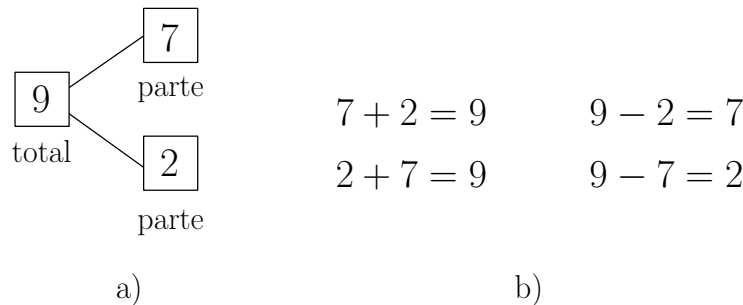 7
parte
9
total
2
parte
7 + 2 = 9
9 − 2 = 7
2 + 7 = 9
9 − 7 = 2
a)
b)